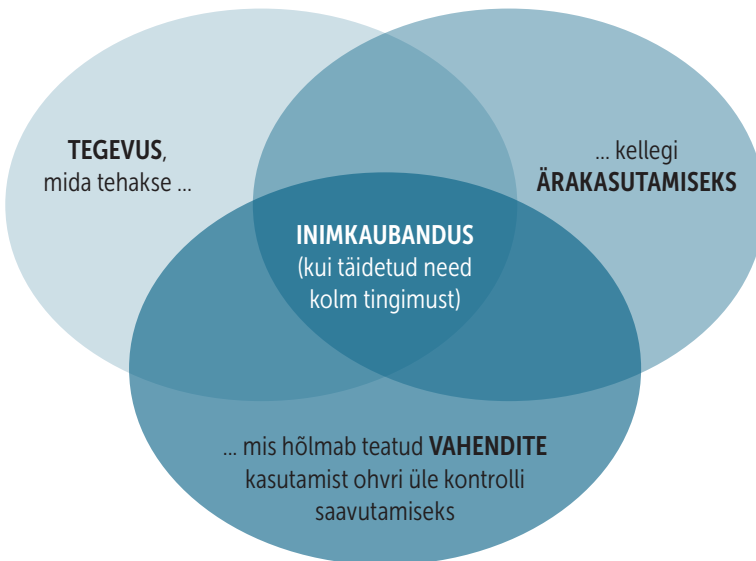 TEGEVUS,
mida tehakse ...
... kellegi
ÄRAKASUTAMISEKS
INIMKAUBANDUS
(kui täidetud need
kolm tingimust)
... mis hõlmab teatud VAHENDITE
kasutamist ohvri üle kontrolli
saavutamiseks